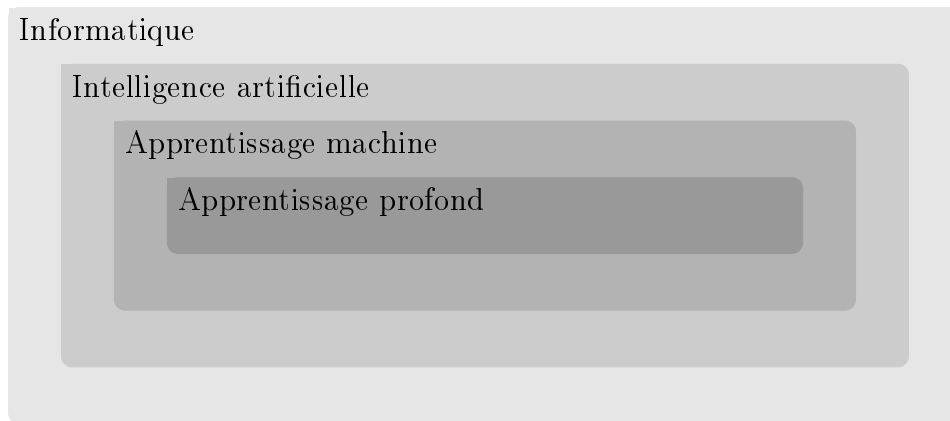 Informatique
Intelligence artificielle
Apprentissage machine
Apprentissage profond